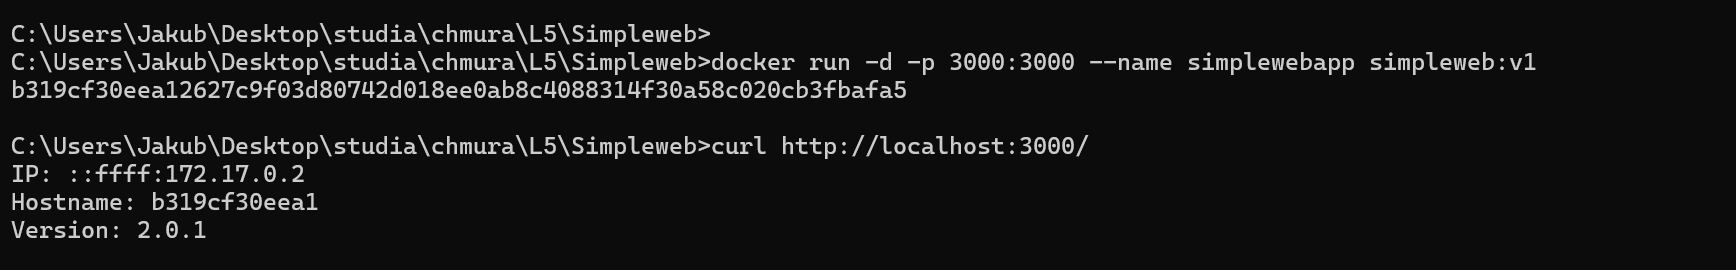 C:\Users\Jakub\Desktop\studia\chmura\L5\Simpleweb>
C:\Users\Jakub\Desktop\studia\chmura\L5\Simpleweb>docker run -d -p 3000:3000 --name simplewebapp simpleweb:v1
b319cf30eea12627c9f03d80742d018ee0ab8c4088314f30a58c020cb3fbafa5
C:\Users\Jakub\Desktop\studia\chmura\L5\Simpleweb>curl http://localhost:3000/
IP: ::ffff:172.17.0.2
Hostname: b319cf30eea1
Version: 2.0.1